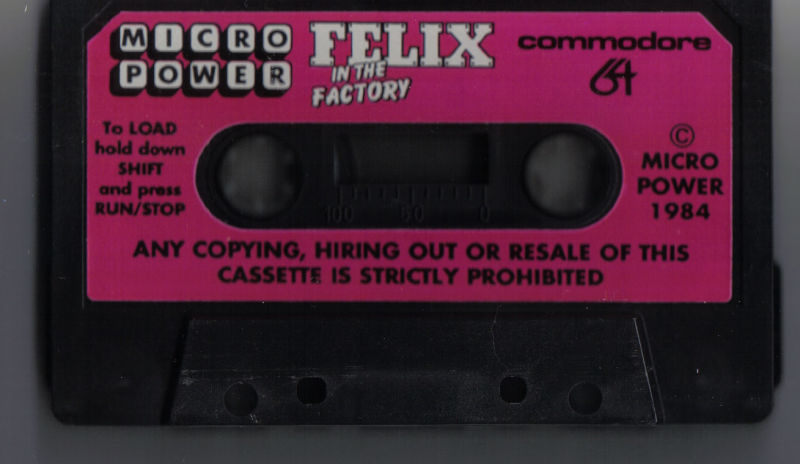 MICRO
POWER
FELIX
IN THE
FACTORY
commodore
64
To LOAD
hold down
SHIFT
and press
RUN/STOP
100 50 0
©
MICRO
POWER
1984
ANY COPYING, HIRING OUT OR RESALE OF THIS
CASSETTE IS STRICTLY PROHIBITED